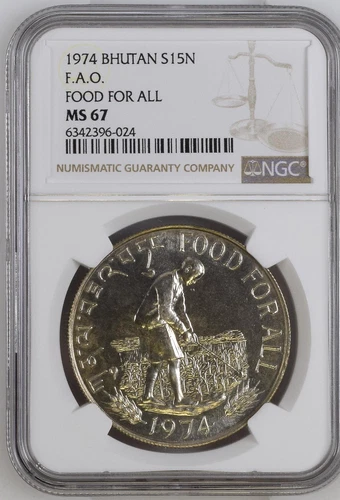 1974 BHUTAN S15N
F.A.O.
FOOD FOR ALL
MS 67
6342396-024
NUMISMATIC GUARANTY COMPANY
NGC
FOOD FOR ALL
1974